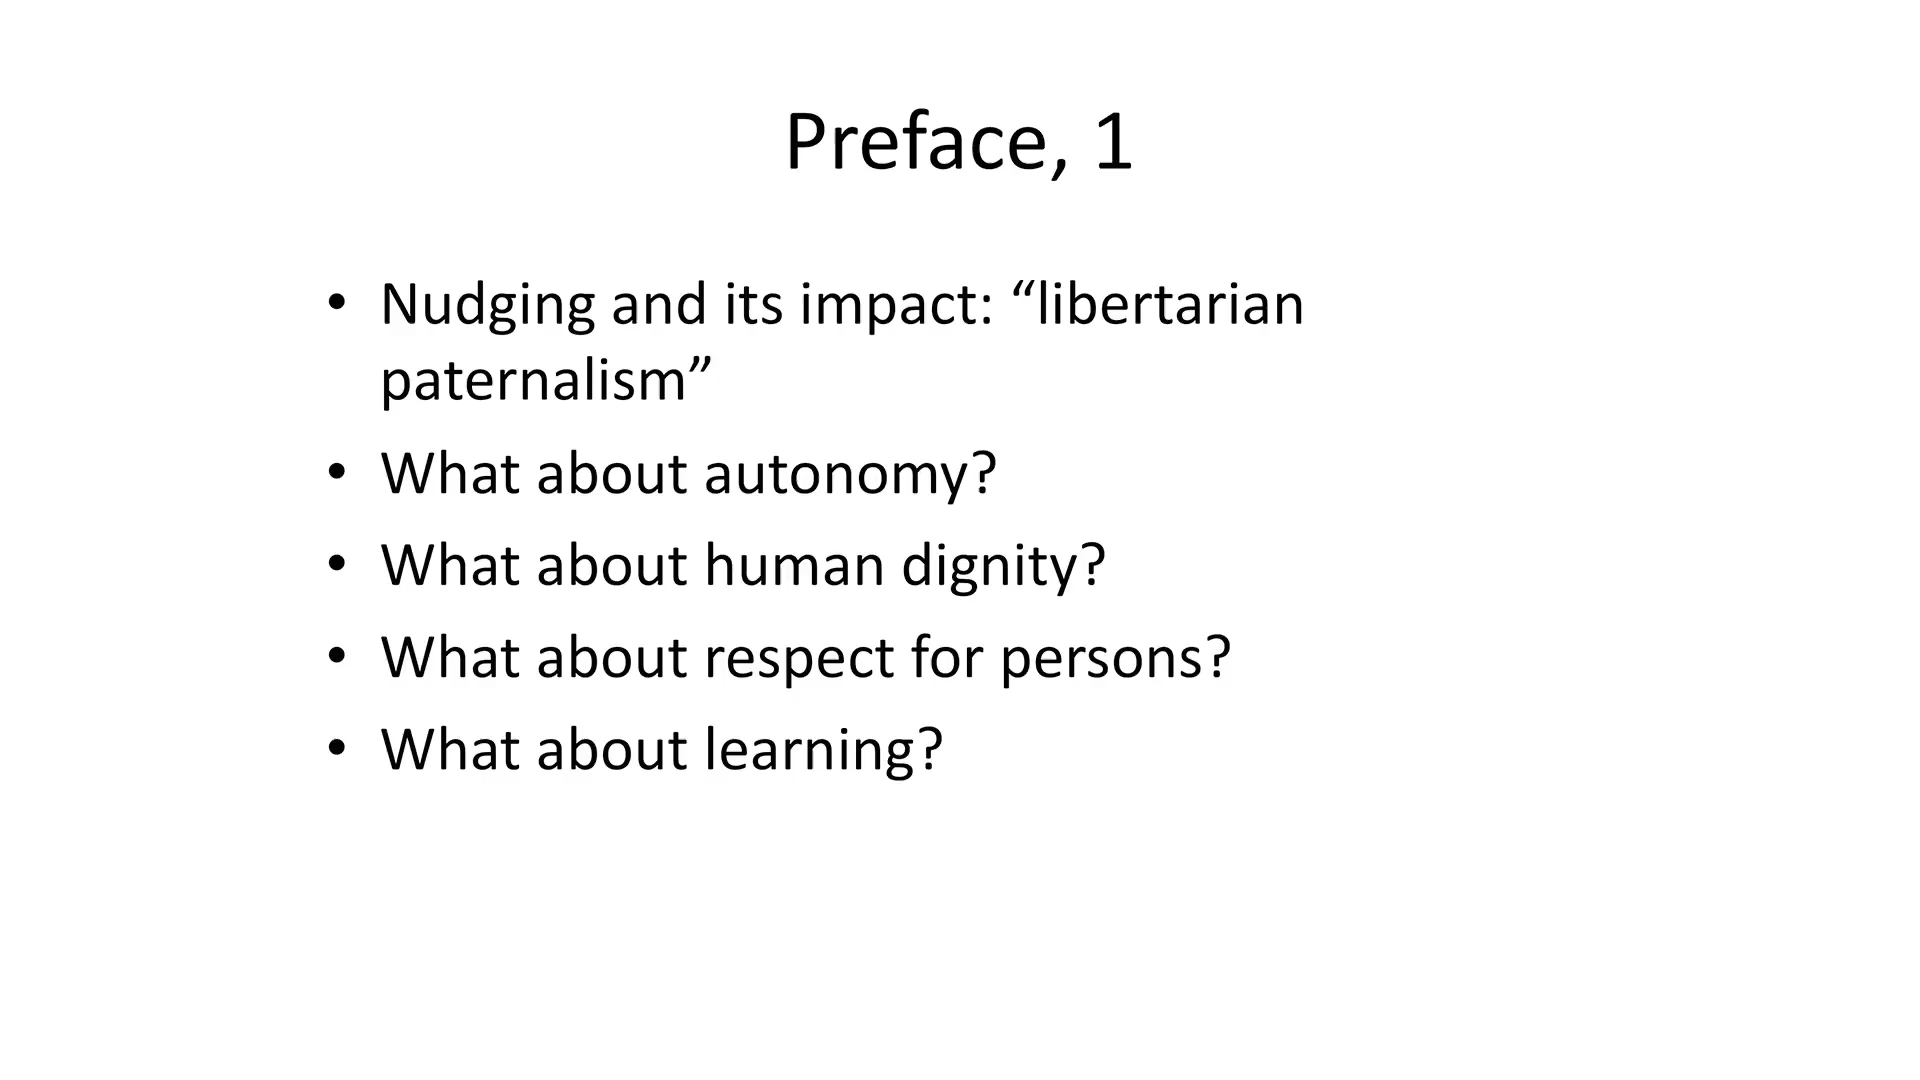 Preface, 1
• Nudging and its impact: “libertarian
paternalism”
• What about autonomy?
• What about human dignity?
• What about respect for persons?
• What about learning?